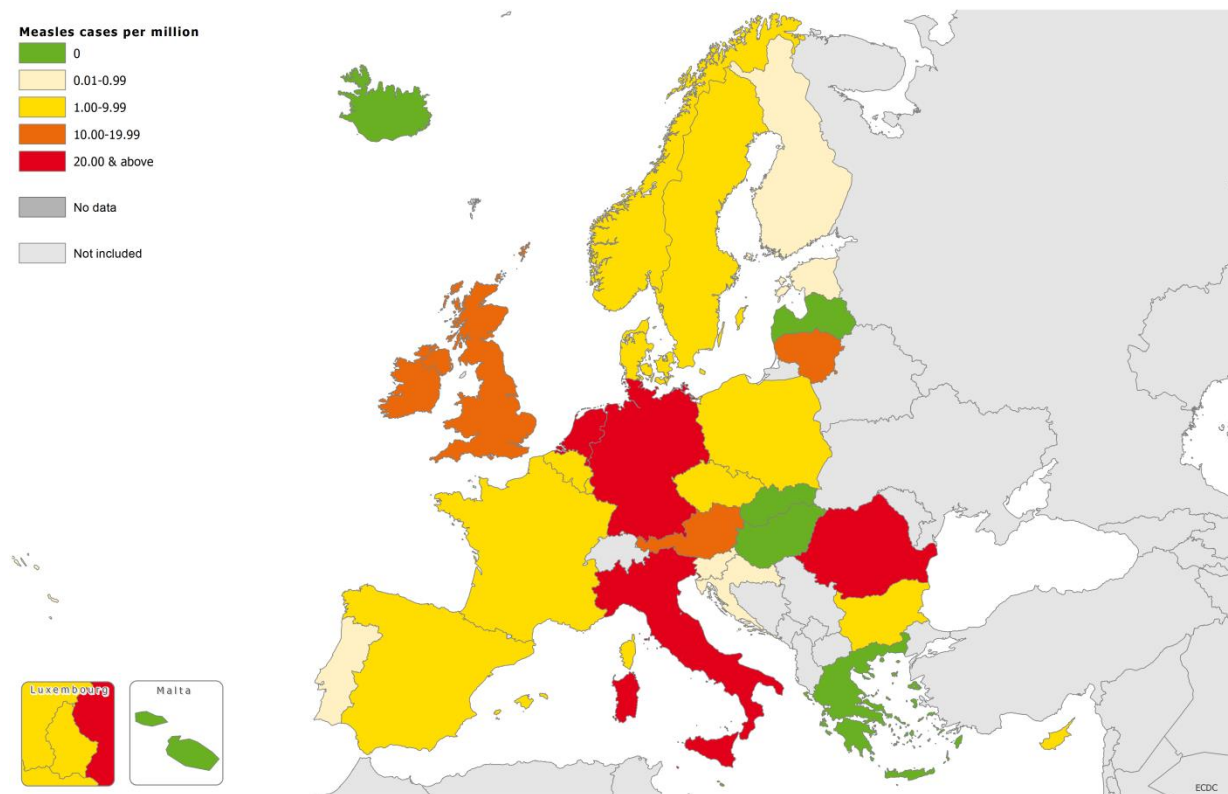 Measles cases per million
0
0.01-0.99
1.00-9.99
10.00-19.99
20.00 & above
No data
Not included
Luxembourg
Malta
ECDC